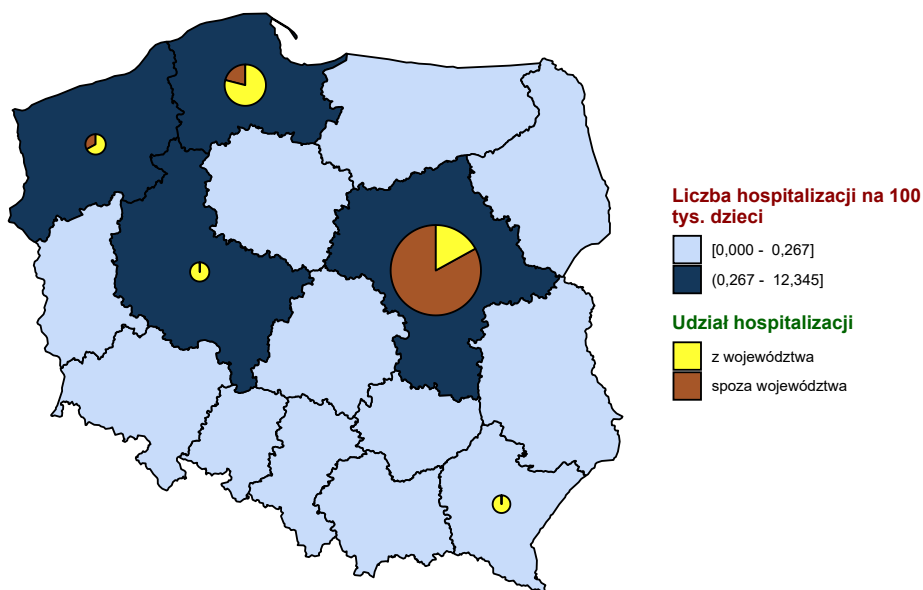 Liczba hospitalizacji na 100
tys. dzieci
[0,000 - 0,267]
(0,267 - 12,345]
Udział hospitalizacji
z województwa
spoza województwa